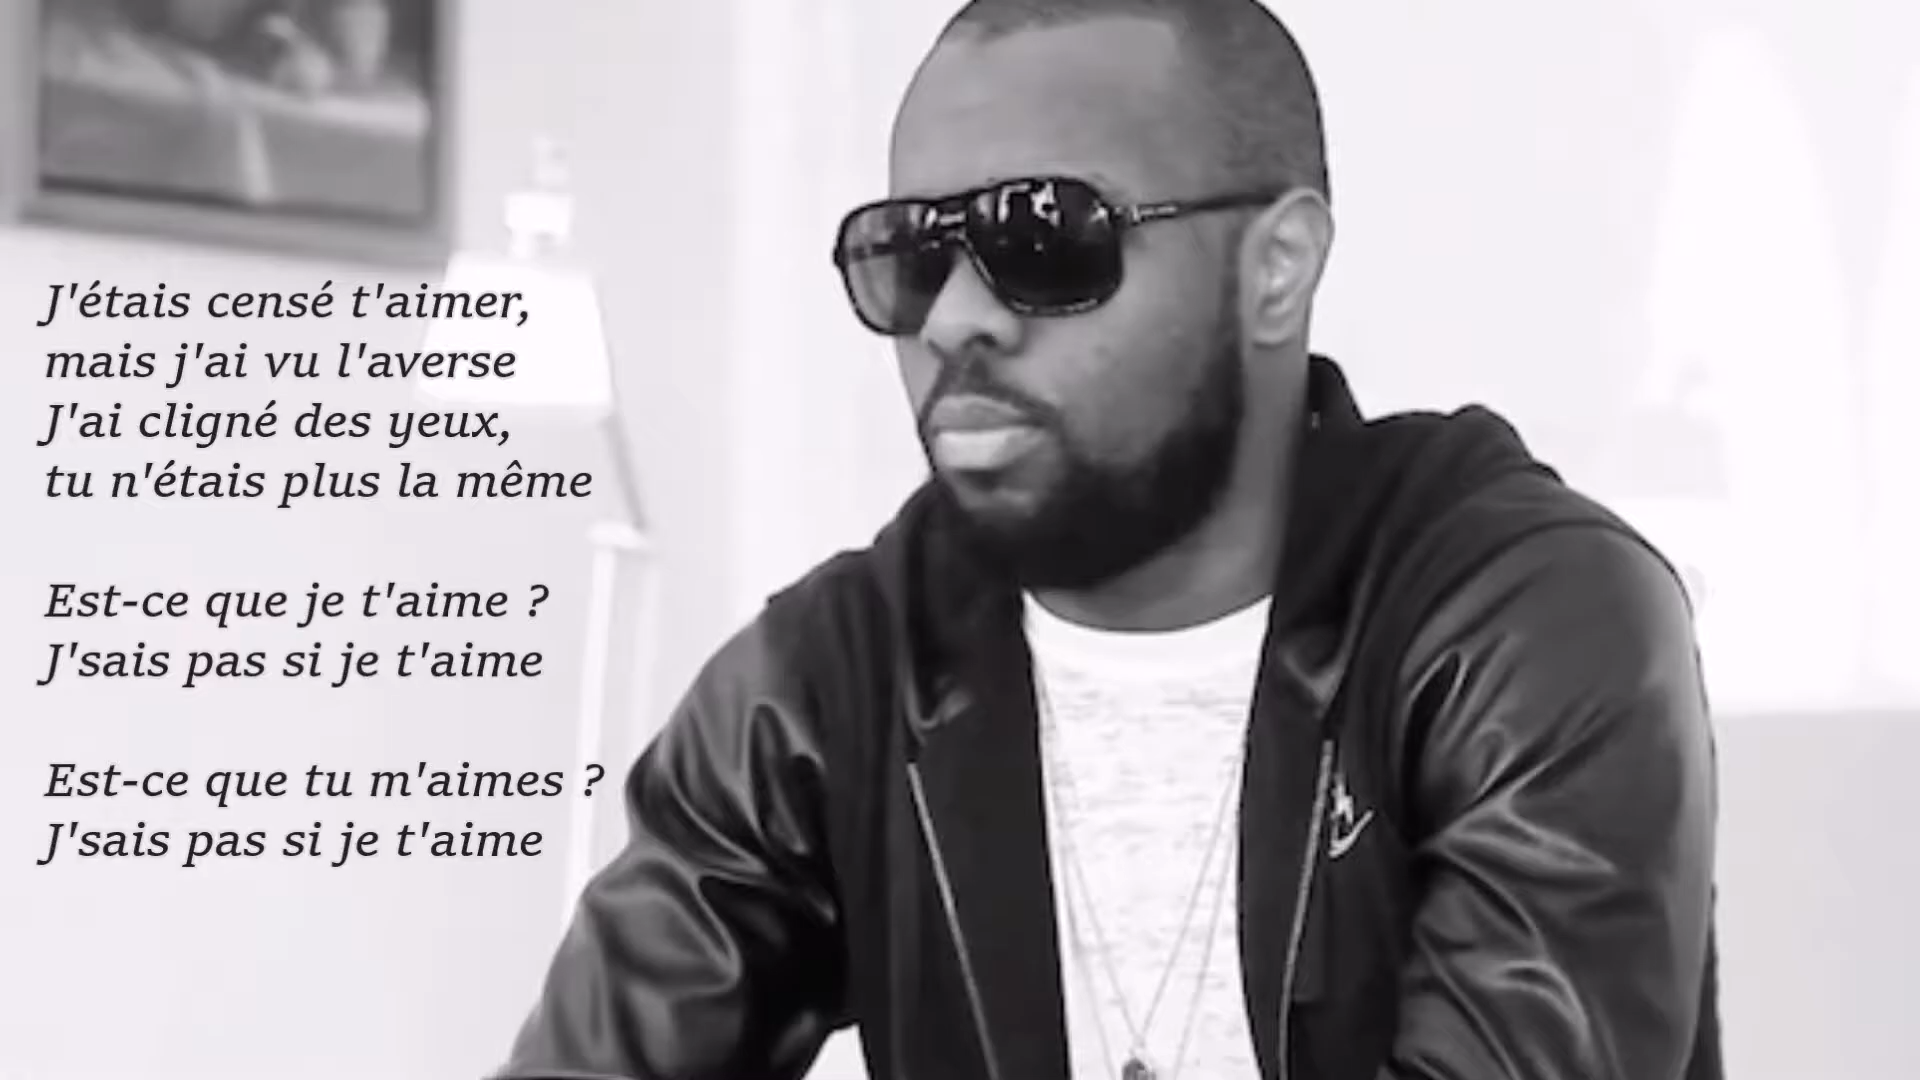 J'étais censé t'aimer,
mais j'ai vu l'averse
J'ai cligné des yeux,
tu n'étais plus la même
Est-ce que je t'aime ?
J'sais pas si je t'aime
Est-ce que tu m'aimes ?
J'sais pas si je t'aime